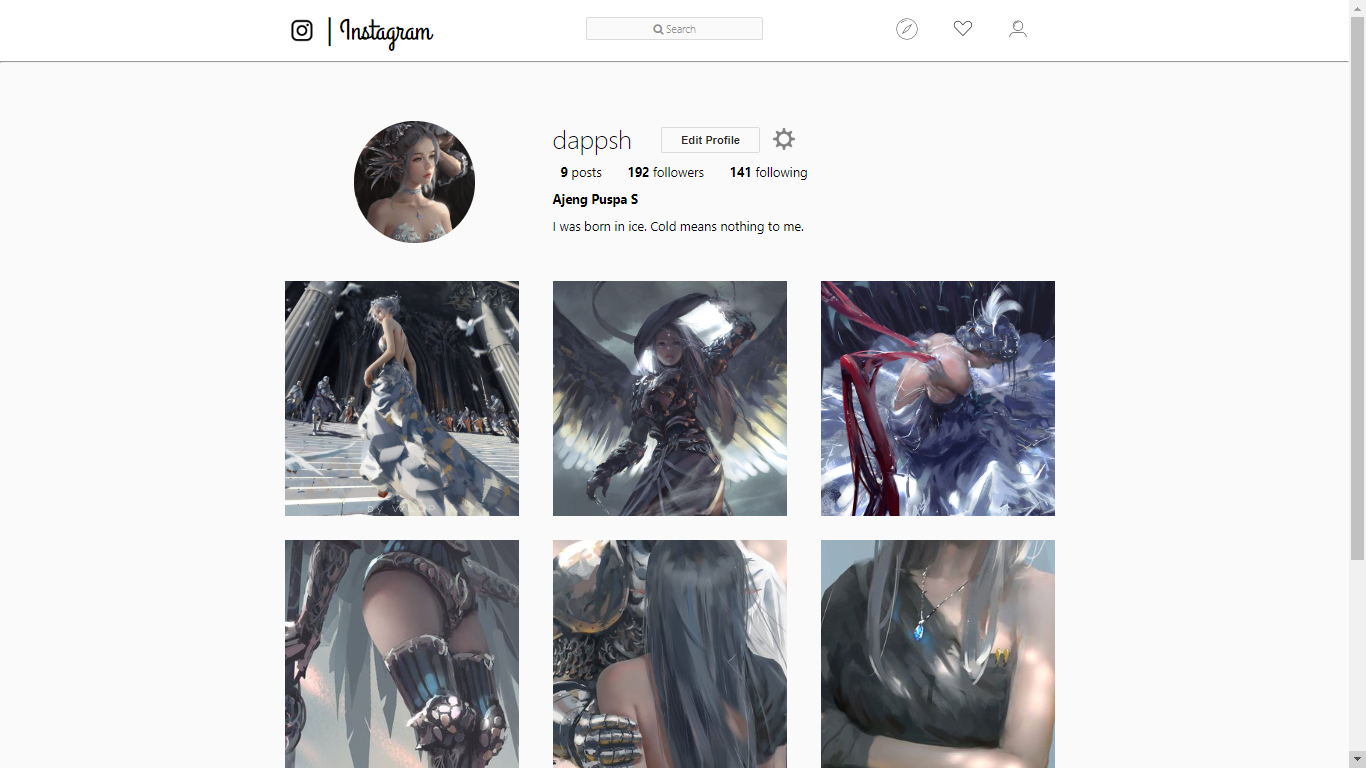 Instagram
Search
dappsh
Edit Profile
9 posts 192 followers 141 following
Ajeng Puspa S
I was born in ice. Cold means nothing to me.